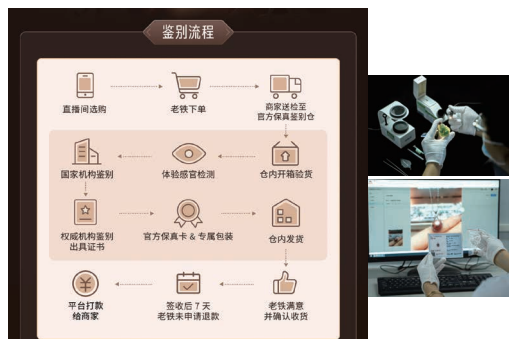 鉴别流程
直播间选购
老铁下单
商家送检至
官方保真鉴别仓
国家机构鉴别
体验感官检测
仓内开箱验货
权威机构鉴别
出具证书
官方保真卡 & 专属包装
仓内发货
平台打款
给商家
签收后 7 天
老铁未申请退款
老铁满意
并确认收货